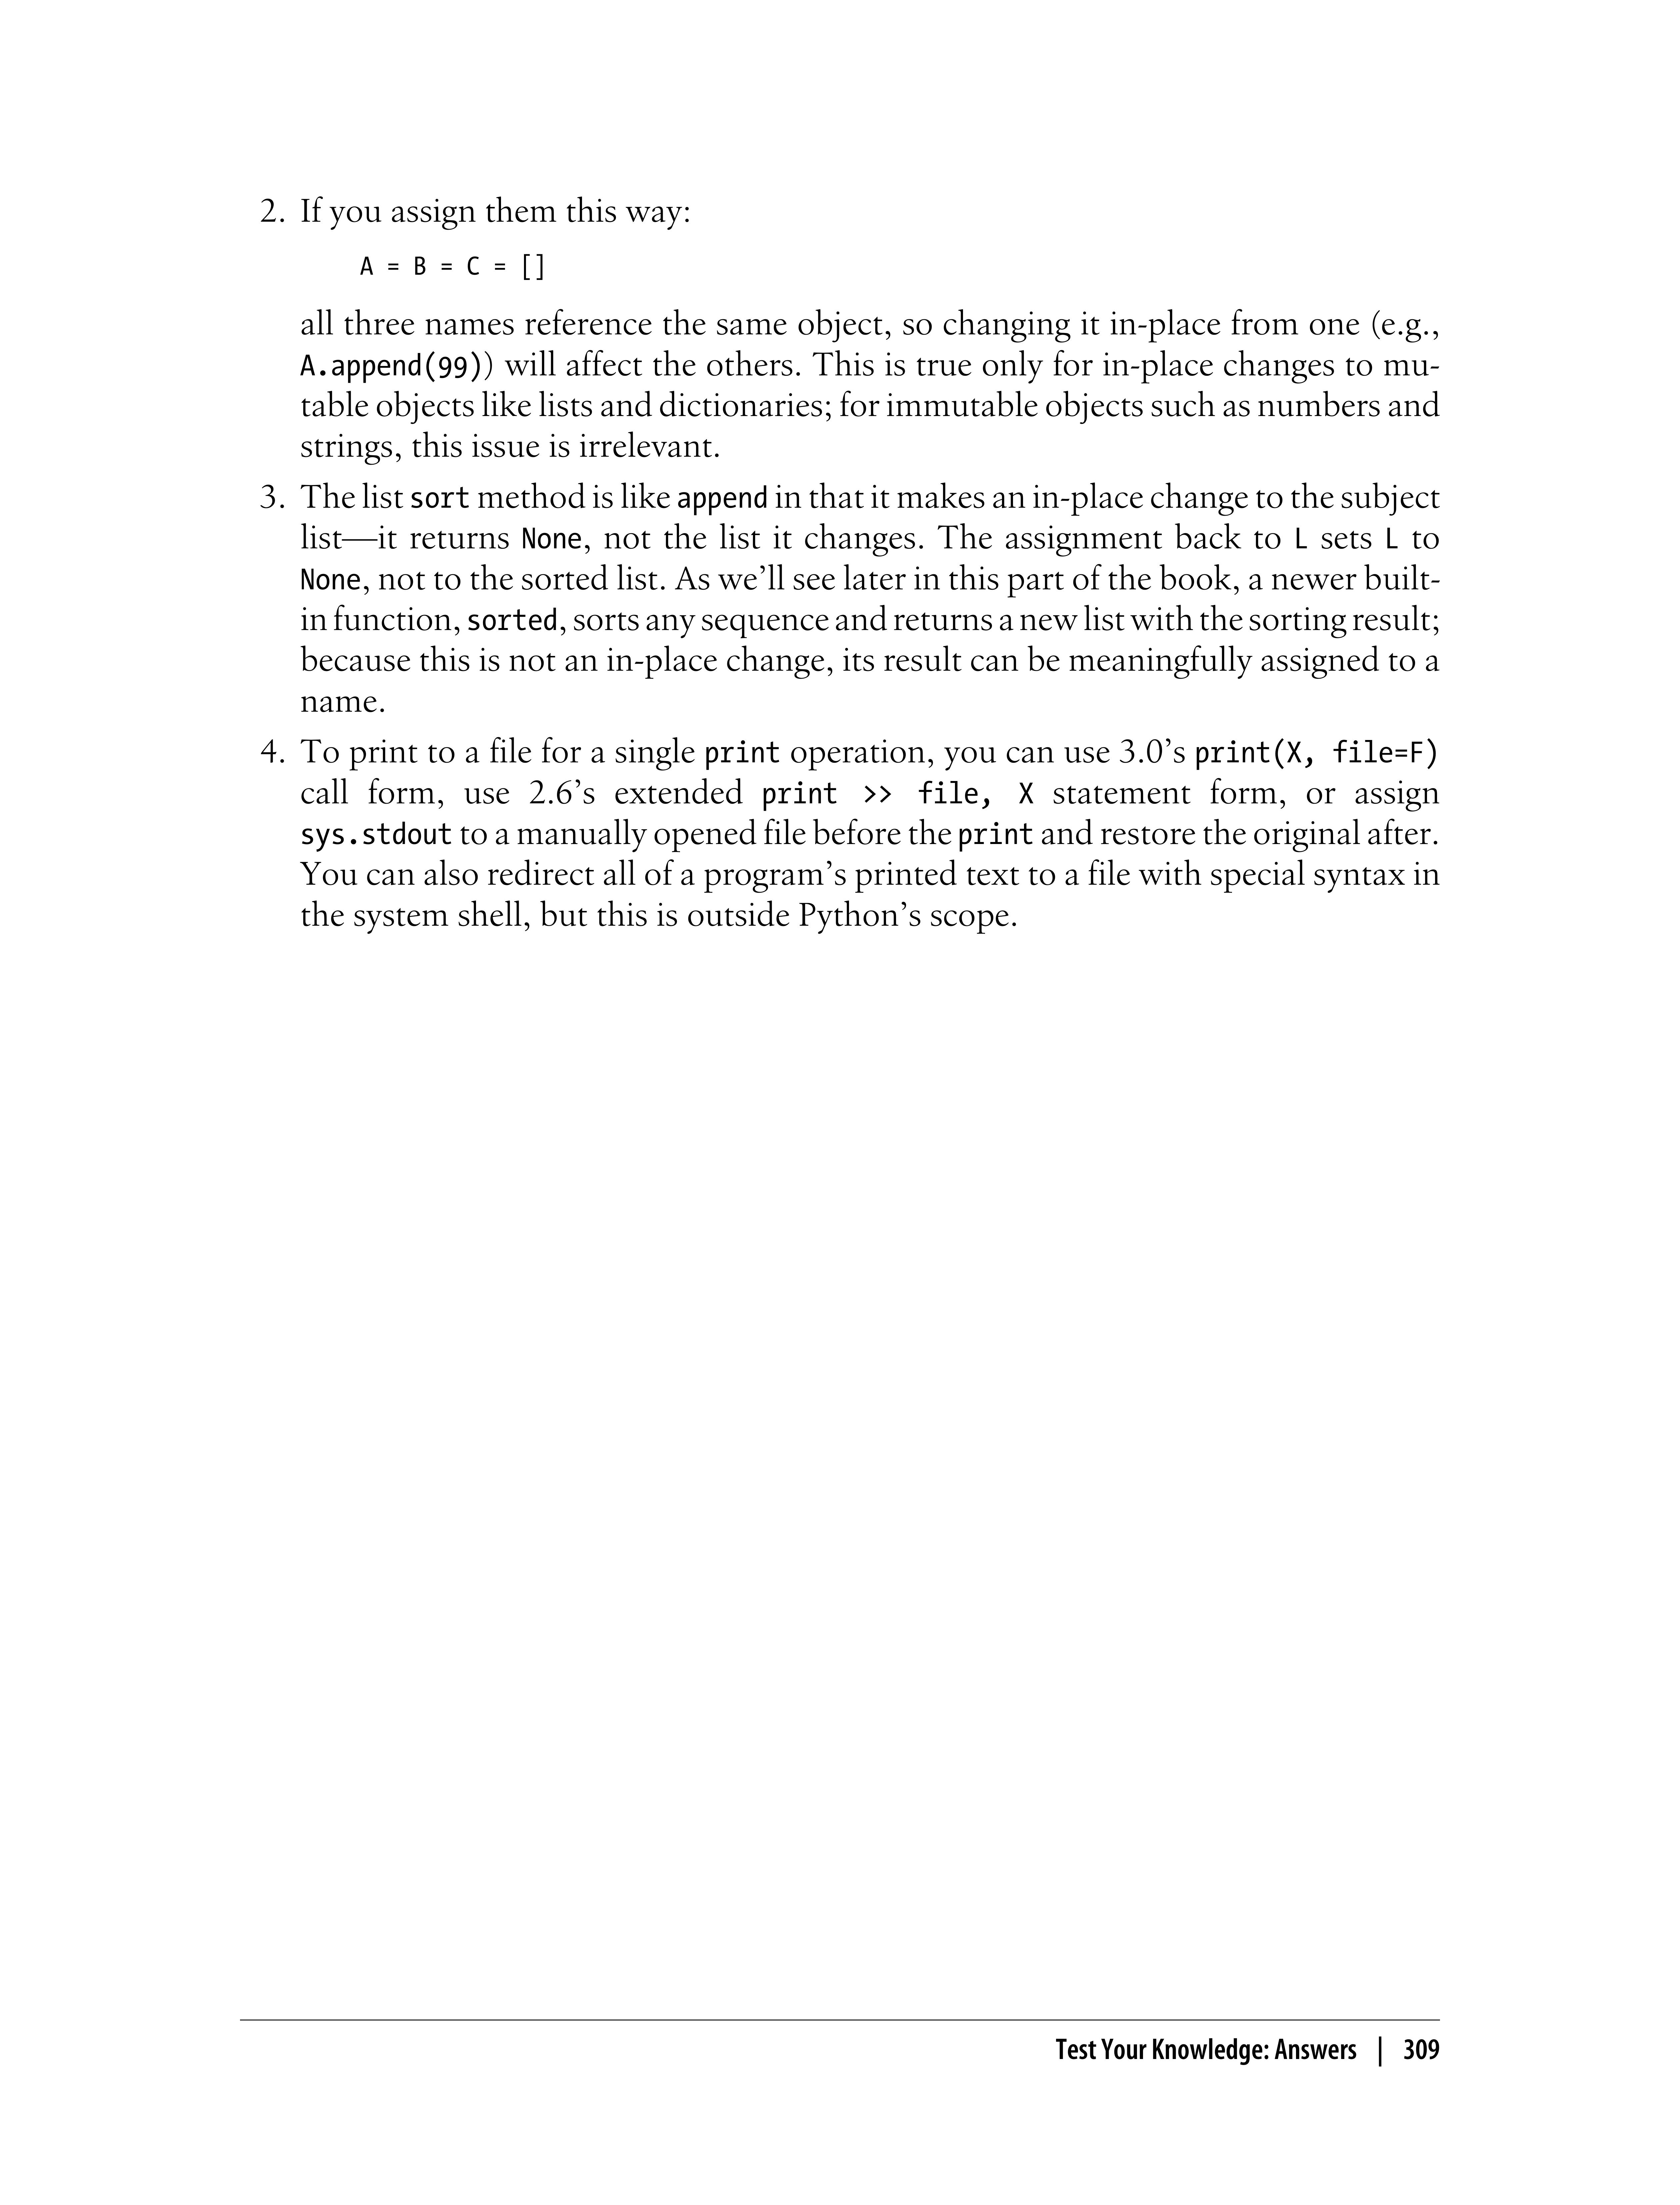 2. If you assign them this way:
A = B = C = []
all three names reference the same object, so changing it in-place from one (e.g.,
A.append(99)) will affect the others. This is true only for in-place changes to mu-
table objects like lists and dictionaries; for immutable objects such as numbers and
strings, this issue is irrelevant.
3. The list sort method is like append in that it makes an in-place change to the subject
list—it returns None, not the list it changes. The assignment back to L sets L to
None, not to the sorted list. As we’ll see later in this part of the book, a newer built-
in function, sorted, sorts any sequence and returns a new list with the sorting result;
because this is not an in-place change, its result can be meaningfully assigned to a
name.
4. To print to a file for a single print operation, you can use 3.0’s print(X, file=F)
call form, use 2.6’s extended print >> file, X statement form, or assign
sys.stdout to a manually opened file before the print and restore the original after.
You can also redirect all of a program’s printed text to a file with special syntax in
the system shell, but this is outside Python’s scope.
Test Your Knowledge: Answers | 309